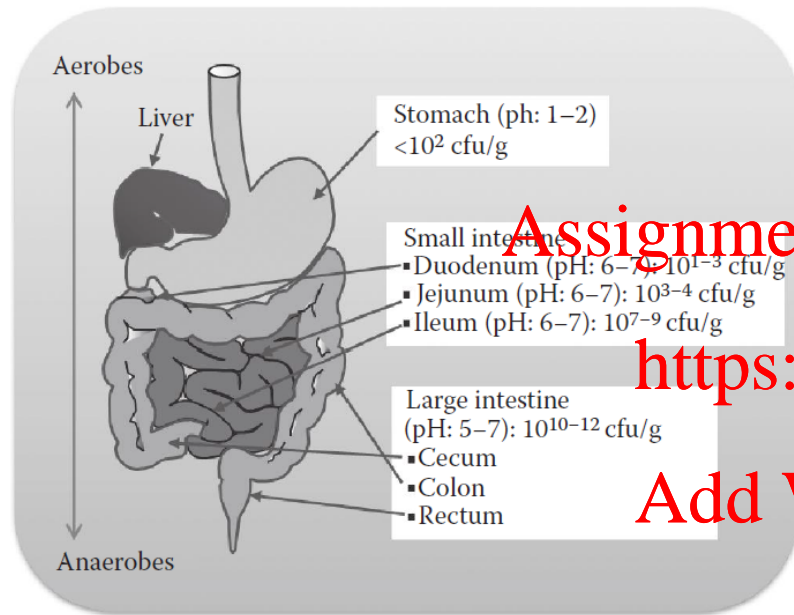 Aerobes
Liver
Stomach (ph: 1–2)
<10² cfu/g
Small intestine
▪Duodenum (pH: 6–7): 10¹⁻³ cfu/g
▪Jejunum (pH: 6–7): 10³⁻⁴ cfu/g
▪Ileum (pH: 6–7): 10⁷⁻⁹ cfu/g
Large intestine
(pH: 5–7): 10¹⁰⁻¹² cfu/g
▪Cecum
▪Colon
▪Rectum
Anaerobes
https:
Add